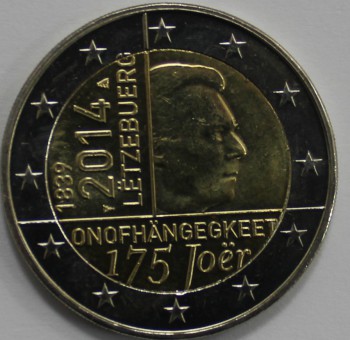 1839
2014
LËTZEBUERG
ONOFHÄNGEGKEET
175 Joër